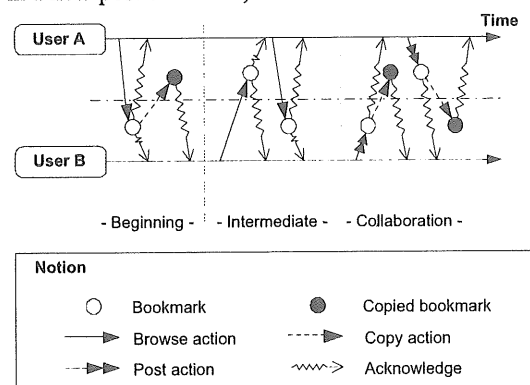 Time
User A
User B
- Beginning - - Intermediate - - Collaboration -
Notion
Bookmark Copied bookmark
Browse action Copy action
Post action Acknowledge